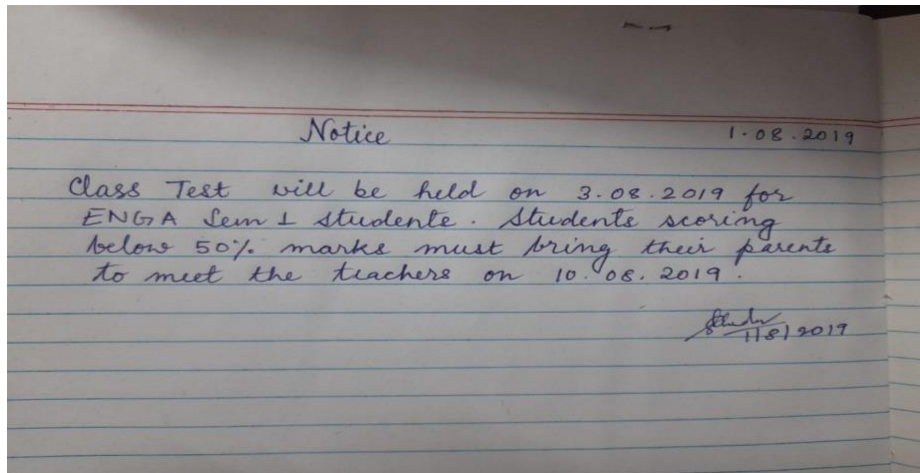 Notice
1.08.2019
Class Test will be held on 3.08.2019 for
ENGA Sem 1 students. Students scoring
below 50% marks must bring their parents
to meet the teachers on 10.08.2019.
1/8/2019